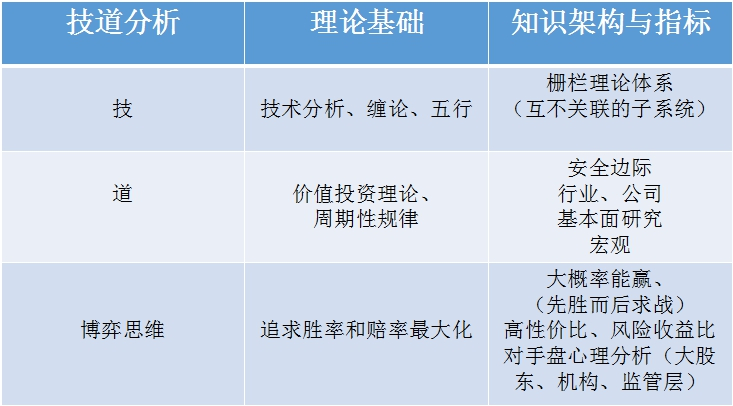 技道分析
理论基础
知识架构与指标
技
技术分析、缠论、五行
栅栏理论体系
（互不关联的子系统）
道
价值投资理论、
周期性规律
安全边际
行业、公司
基本面研究
宏观
博弈思维
追求胜率和赔率最大化
大概率能赢、
（先胜而后求战）
高性价比、风险收益比
对手盘心理分析（大股
东、机构、监管层）